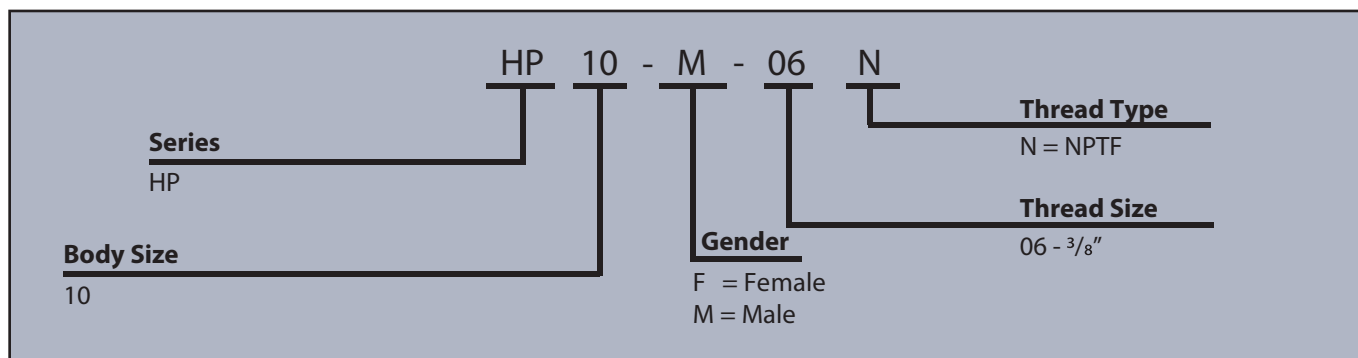 HP 10 - M - 06 N
Thread Type
N = NPTF
Series
HP
Thread Size
06 - 3/8"
Gender
F = Female
M = Male
Body Size
10